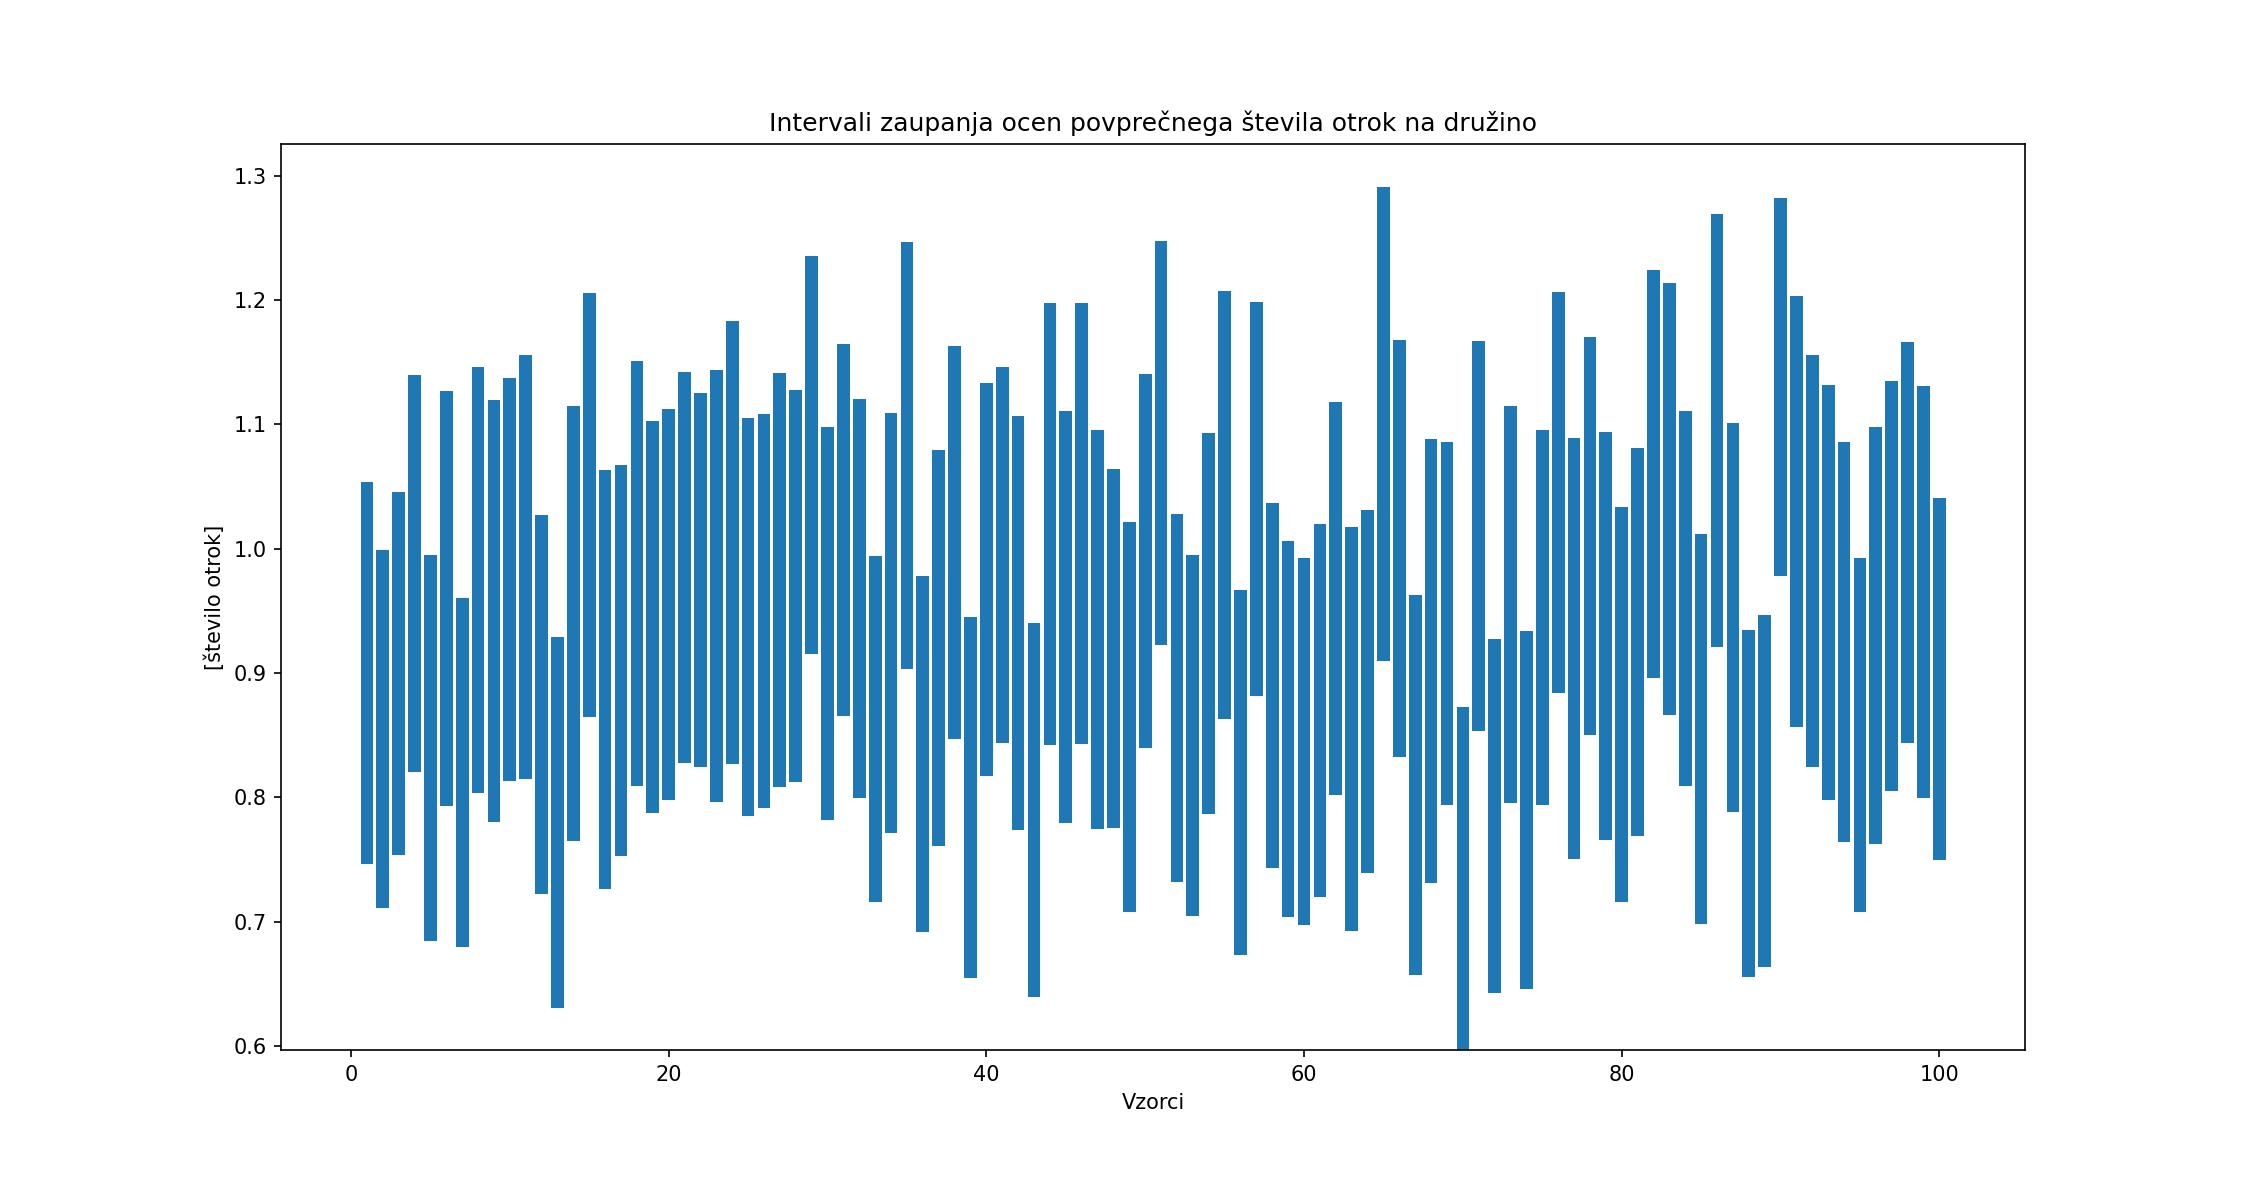 Intervali zaupanja ocen povprečnega števila otrok na družino
[število otrok]
1.3
1.2
1.1
1.0
0.9
0.8
0.7
0.6
0 20 40 60 80 100
Vzorci